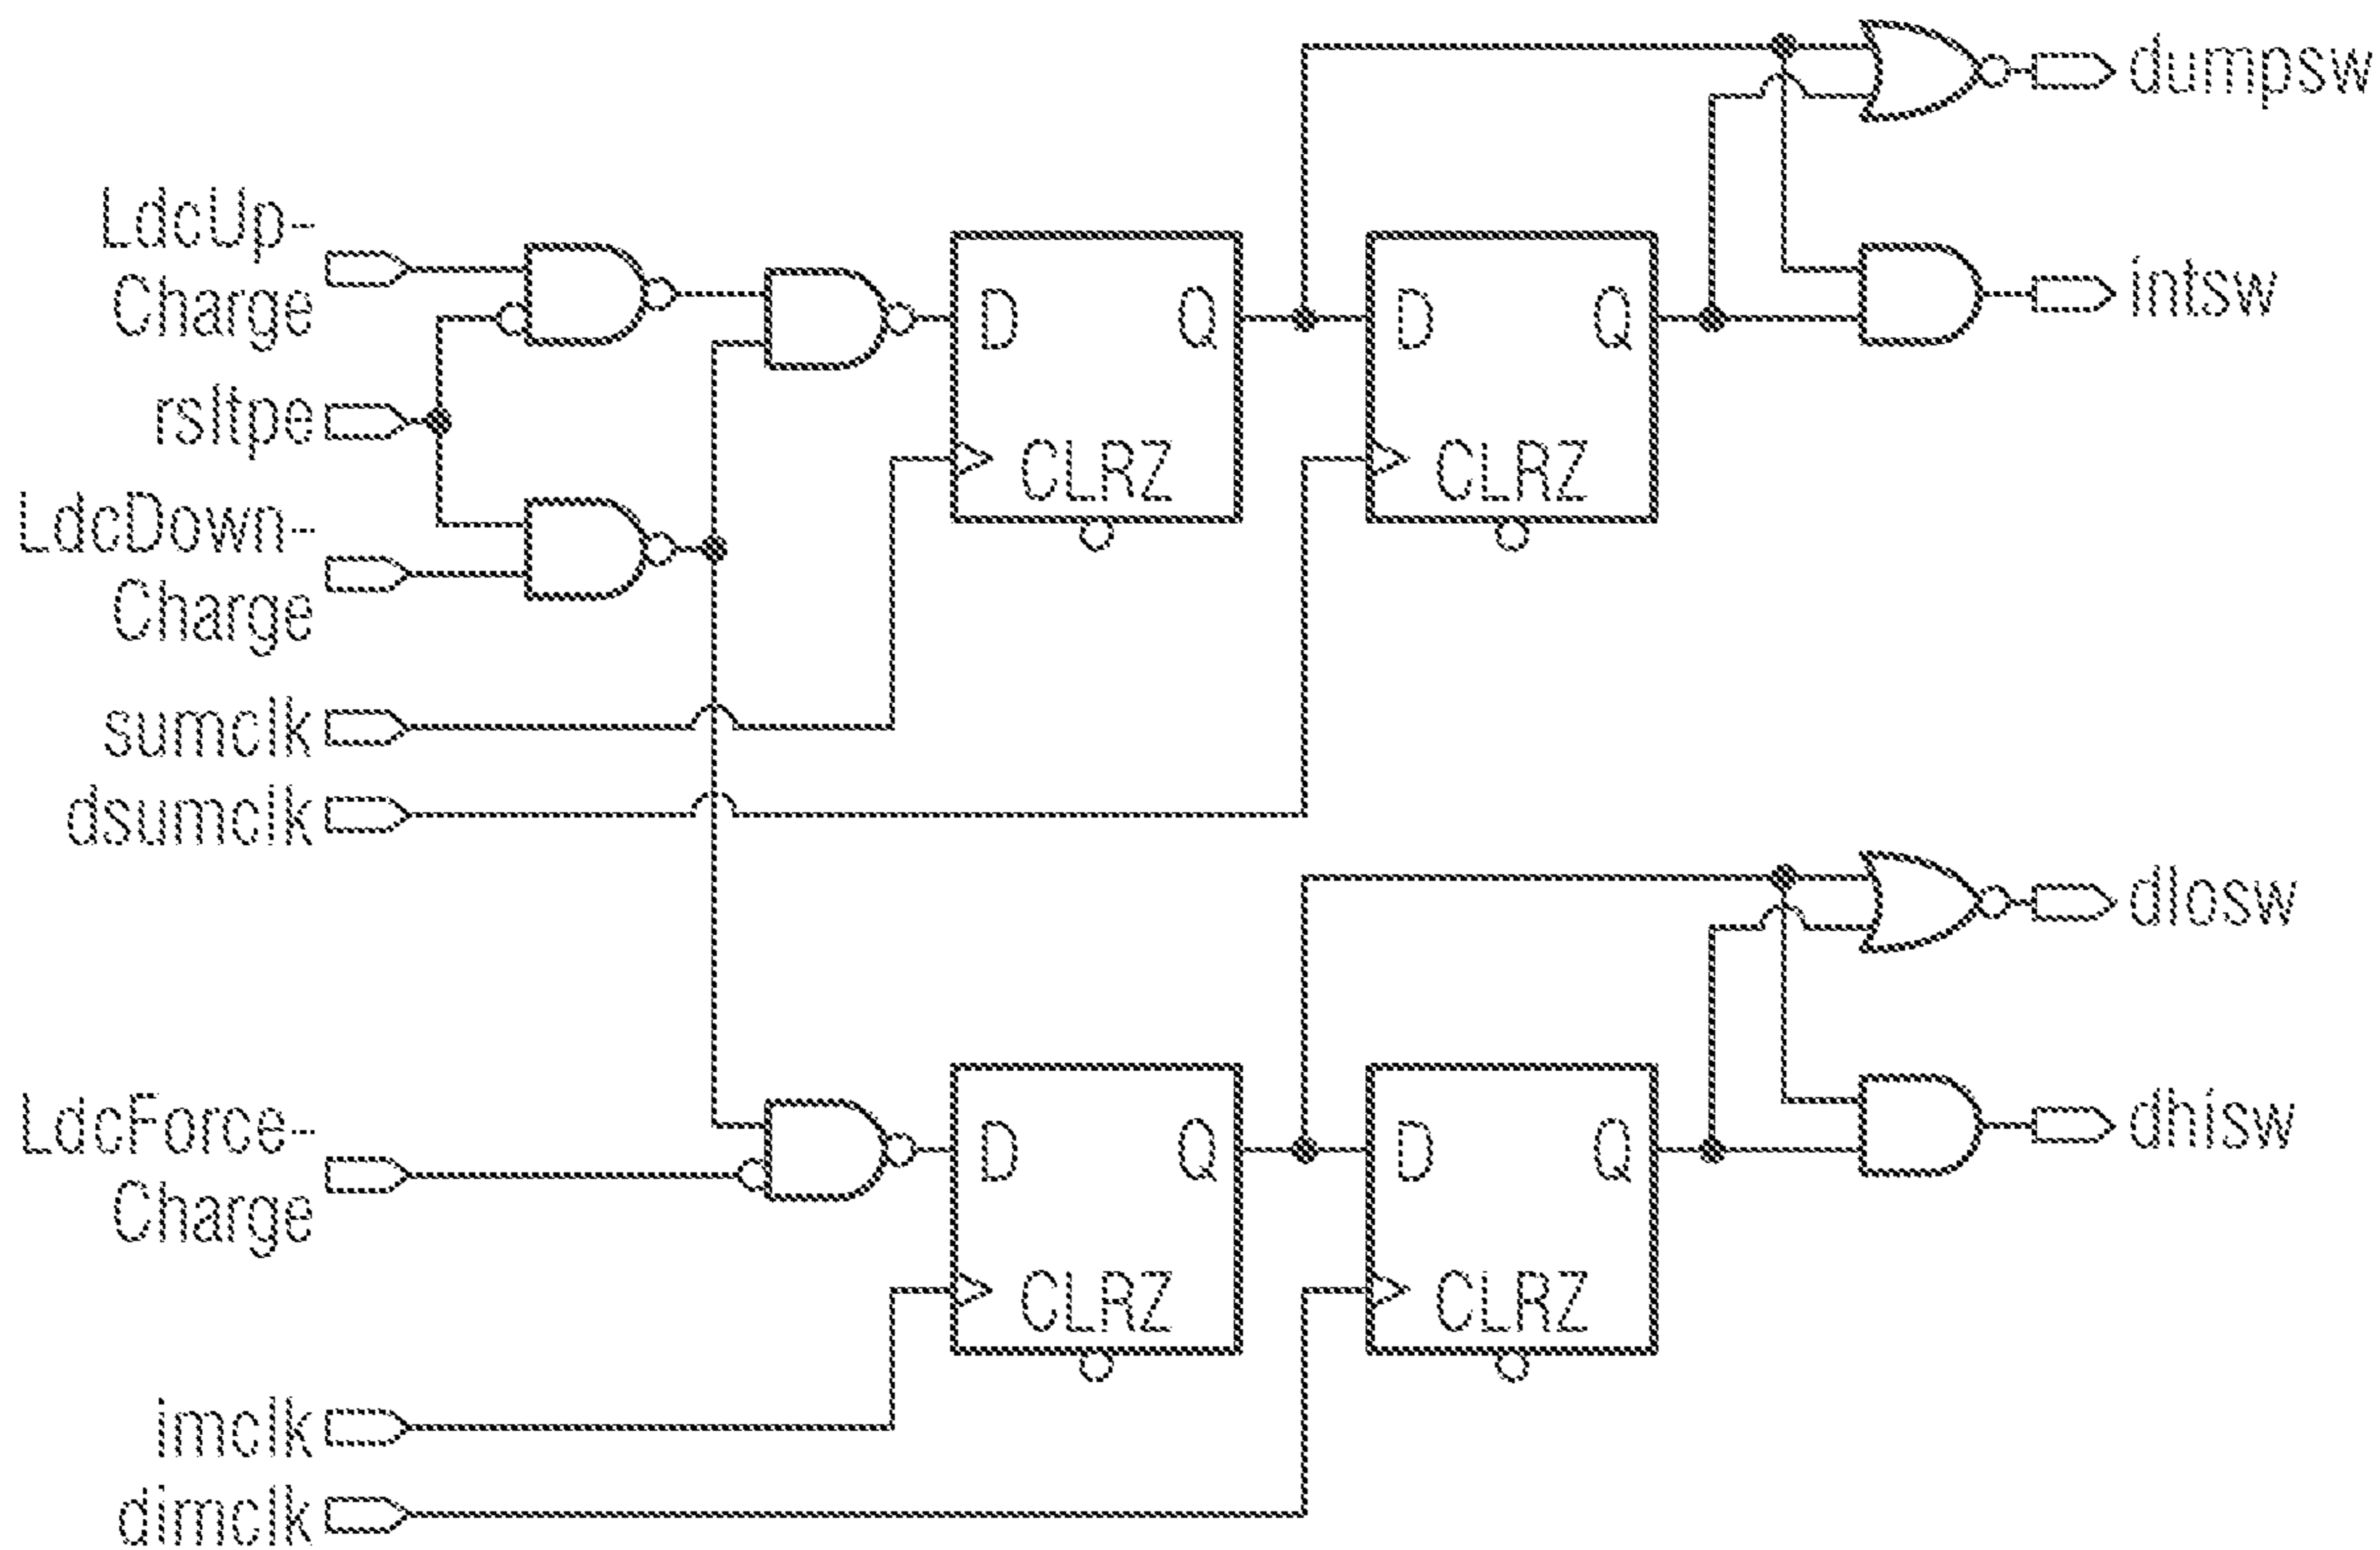 dumpsw
LdcUp-
Charge
D Q
CLRZ
D Q
CLRZ
intsw
rsltpe
LdcDown-
Charge
sumclk
dsumclk
dlosw
LdcForce-
Charge
D Q
CLRZ
D Q
CLRZ
dhisw
imclk
dimclk